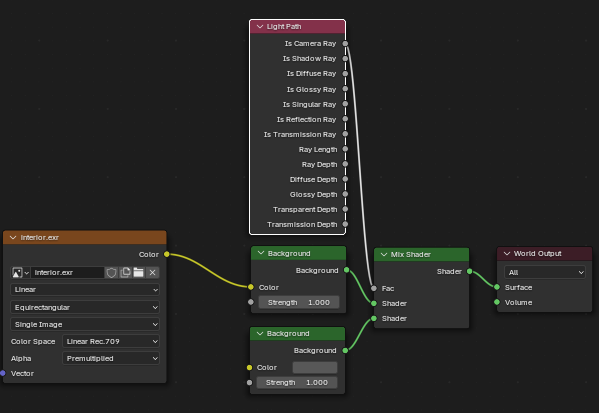 Light Path
Is Camera Ray
Is Shadow Ray
Is Diffuse Ray
Is Glossy Ray
Is Singular Ray
Is Reflection Ray
Is Transmission Ray
Ray Length
Ray Depth
Diffuse Depth
Glossy Depth
Transparent Depth
Transmission Depth
interior.exr
Color
interior.exr
Linear
Equirectangular
Single Image
Color Space Linear Rec.709
Alpha Premultiplied
Vector
Background
Background
Color
Strength 1.000
Background
Background
Color
Strength 1.000
Mix Shader
Shader
Fac
Shader
Shader
World Output
All
Surface
Volume